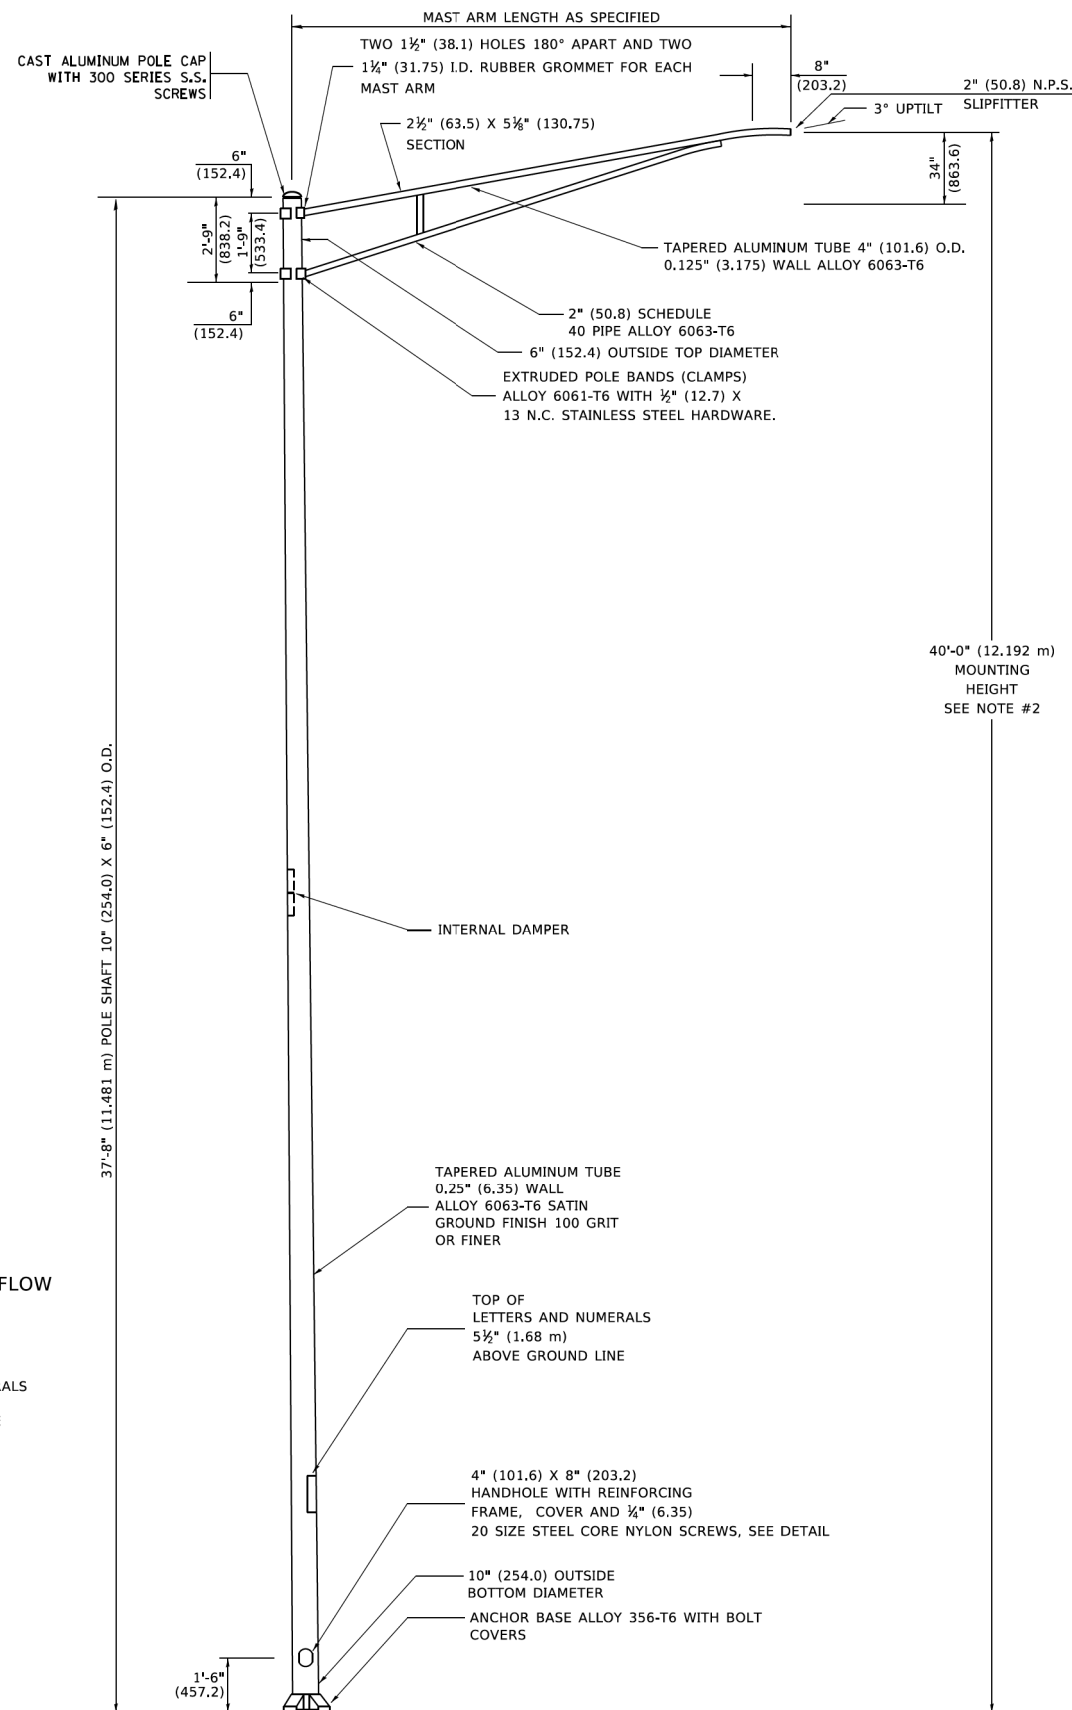 MAST ARM LENGTH AS SPECIFIED
CAST ALUMINUM POLE CAP
WITH 300 SERIES S.S.
SCREWS
TWO 1½" (38.1) HOLES 180° APART AND TWO
1¼" (31.75) I.D. RUBBER GROMMET FOR EACH
MAST ARM
8"
(203.2)
2" (50.8) N.P.S.
SLIPFITTER
3° UPTILT
2½" (63.5) X 5⅛" (130.75)
SECTION
6"
(152.4)
34"
(863.6)
2'-9"
(838.2)
1'-9"
(533.4)
TAPERED ALUMINUM TUBE 4" (101.6) O.D.
0.125" (3.175) WALL ALLOY 6063-T6
6"
(152.4)
2" (50.8) SCHEDULE
40 PIPE ALLOY 6063-T6
6" (152.4) OUTSIDE TOP DIAMETER
EXTRUDED POLE BANDS (CLAMPS)
ALLOY 6061-T6 WITH ½" (12.7) X
13 N.C. STAINLESS STEEL HARDWARE.
40'-0" (12.192 m)
MOUNTING
HEIGHT
SEE NOTE #2
37'-8" (11.481 m) POLE SHAFT 10" (254.0) X 6" (152.4) O.D.
INTERNAL DAMPER
TAPERED ALUMINUM TUBE
0.25" (6.35) WALL
ALLOY 6063-T6 SATIN
GROUND FINISH 100 GRIT
OR FINER
FLOW
TOP OF
LETTERS AND NUMERALS
5½" (1.68 m)
ABOVE GROUND LINE
ALS
4" (101.6) X 8" (203.2)
HANDHOLE WITH REINFORCING
FRAME, COVER AND ¼" (6.35)
20 SIZE STEEL CORE NYLON SCREWS, SEE DETAIL
10" (254.0) OUTSIDE
BOTTOM DIAMETER
ANCHOR BASE ALLOY 356-T6 WITH BOLT
COVERS
1'-6"
(457.2)